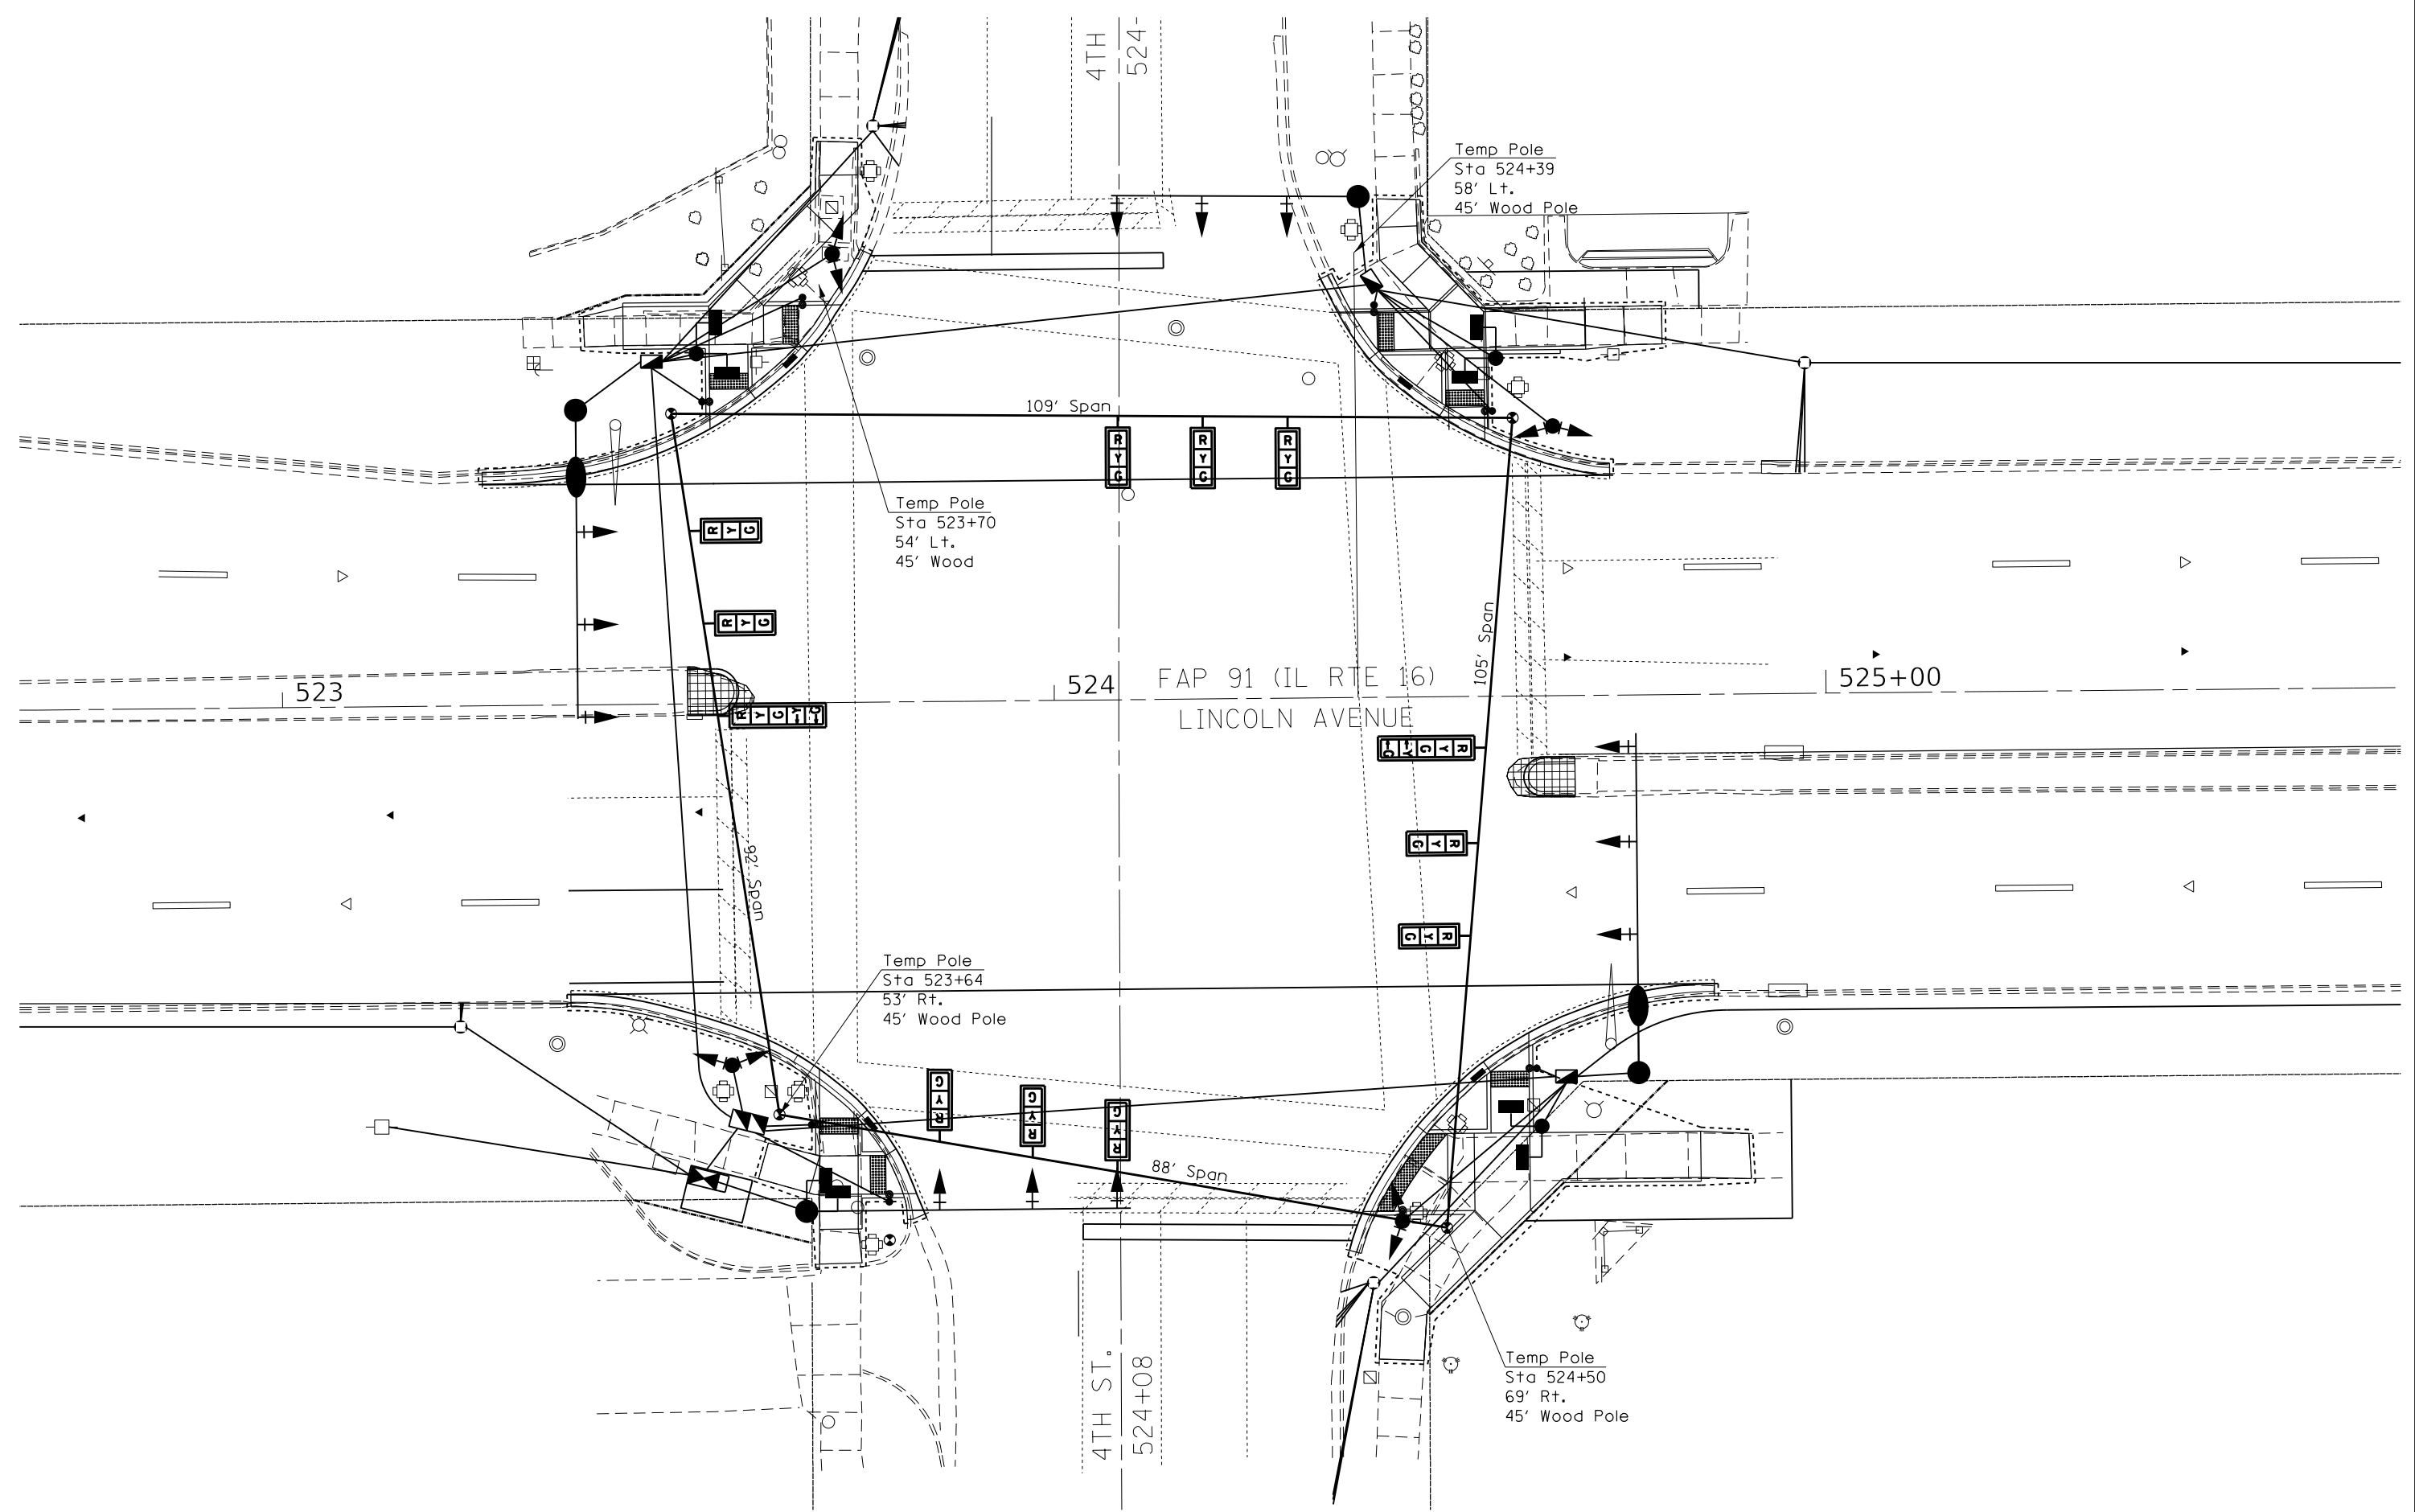 4TH
524-
Temp Pole
Sta 524+39
58' Lt.
45' Wood Pole
109' Span
R
Y
G
R
Y
G
R
Y
G
Temp Pole
Sta 523+70
54' Lt.
45' Wood
R Y G
R Y G
R Y G Y G
105' Span
523
524
FAP 91 (IL RTE 16)
LINCOLN AVENUE
525+00
R Y G Y G
R Y G
R Y G
92' Span
Temp Pole
Sta 523+64
53' Rt.
45' Wood Pole
R Y G
R Y G
R Y G
88' Span
4TH ST.
524+08
Temp Pole
Sta 524+50
69' Rt.
45' Wood Pole